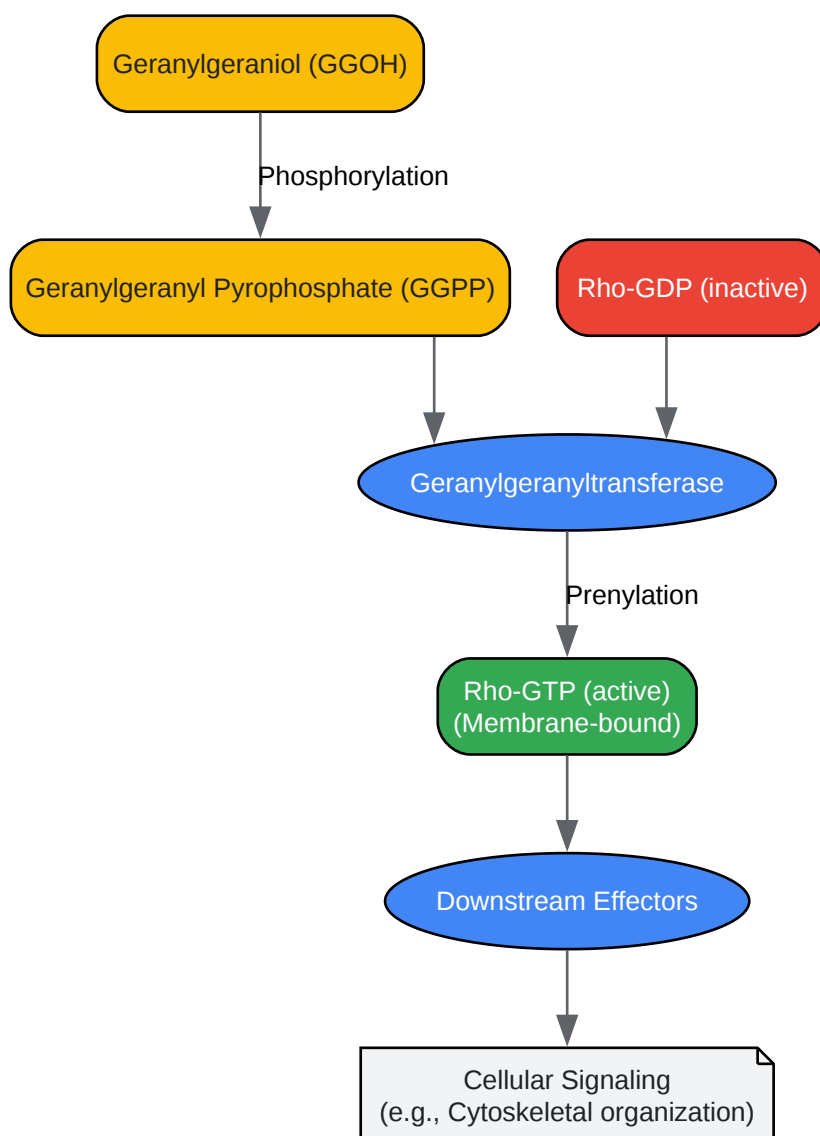 Geranylgeraniol (GGOH)
Phosphorylation
Geranylgeranyl Pyrophosphate (GGPP)
Rho-GDP (inactive)
Geranylgeranyltransferase
Prenylation
Rho-GTP (active)
(Membrane-bound)
Downstream Effectors
Cellular Signaling
(e.g., Cytoskeletal organization)